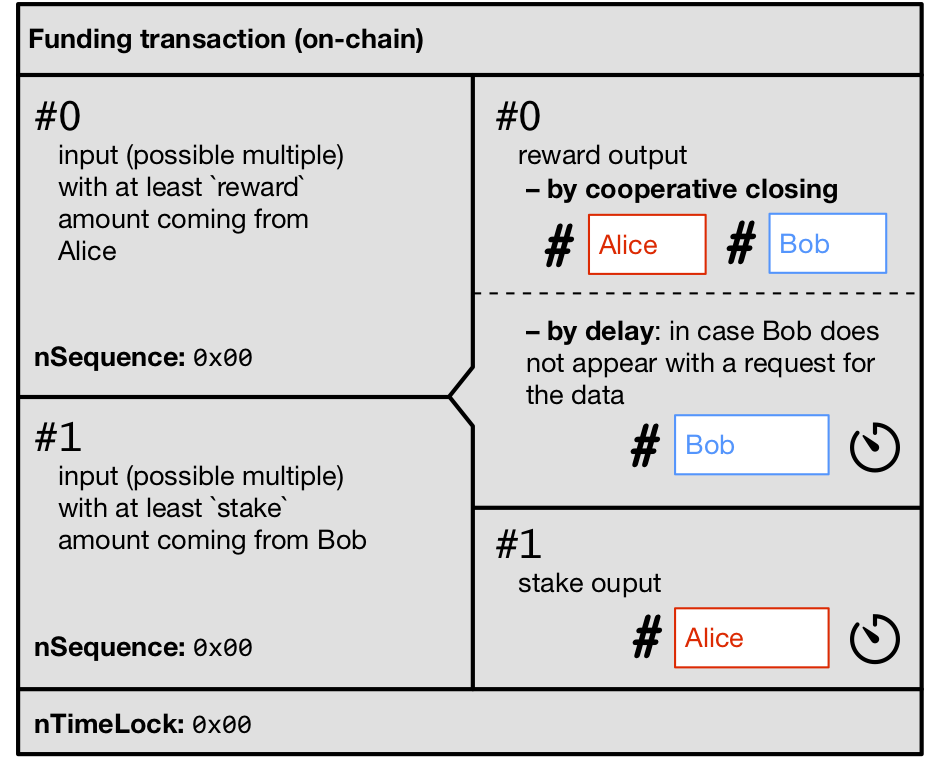 Funding transaction (on-chain)
#0
input (possible multiple)
with at least `reward`
amount coming from
Alice
nSequence: 0x00
#1
input (possible multiple)
with at least `stake`
amount coming from Bob
nSequence: 0x00
#0
reward output
– by cooperative closing
# Alice # Bob
– by delay: in case Bob does
not appear with a request for
the data
# Bob
#1
stake ouput
# Alice
nTimeLock: 0x00